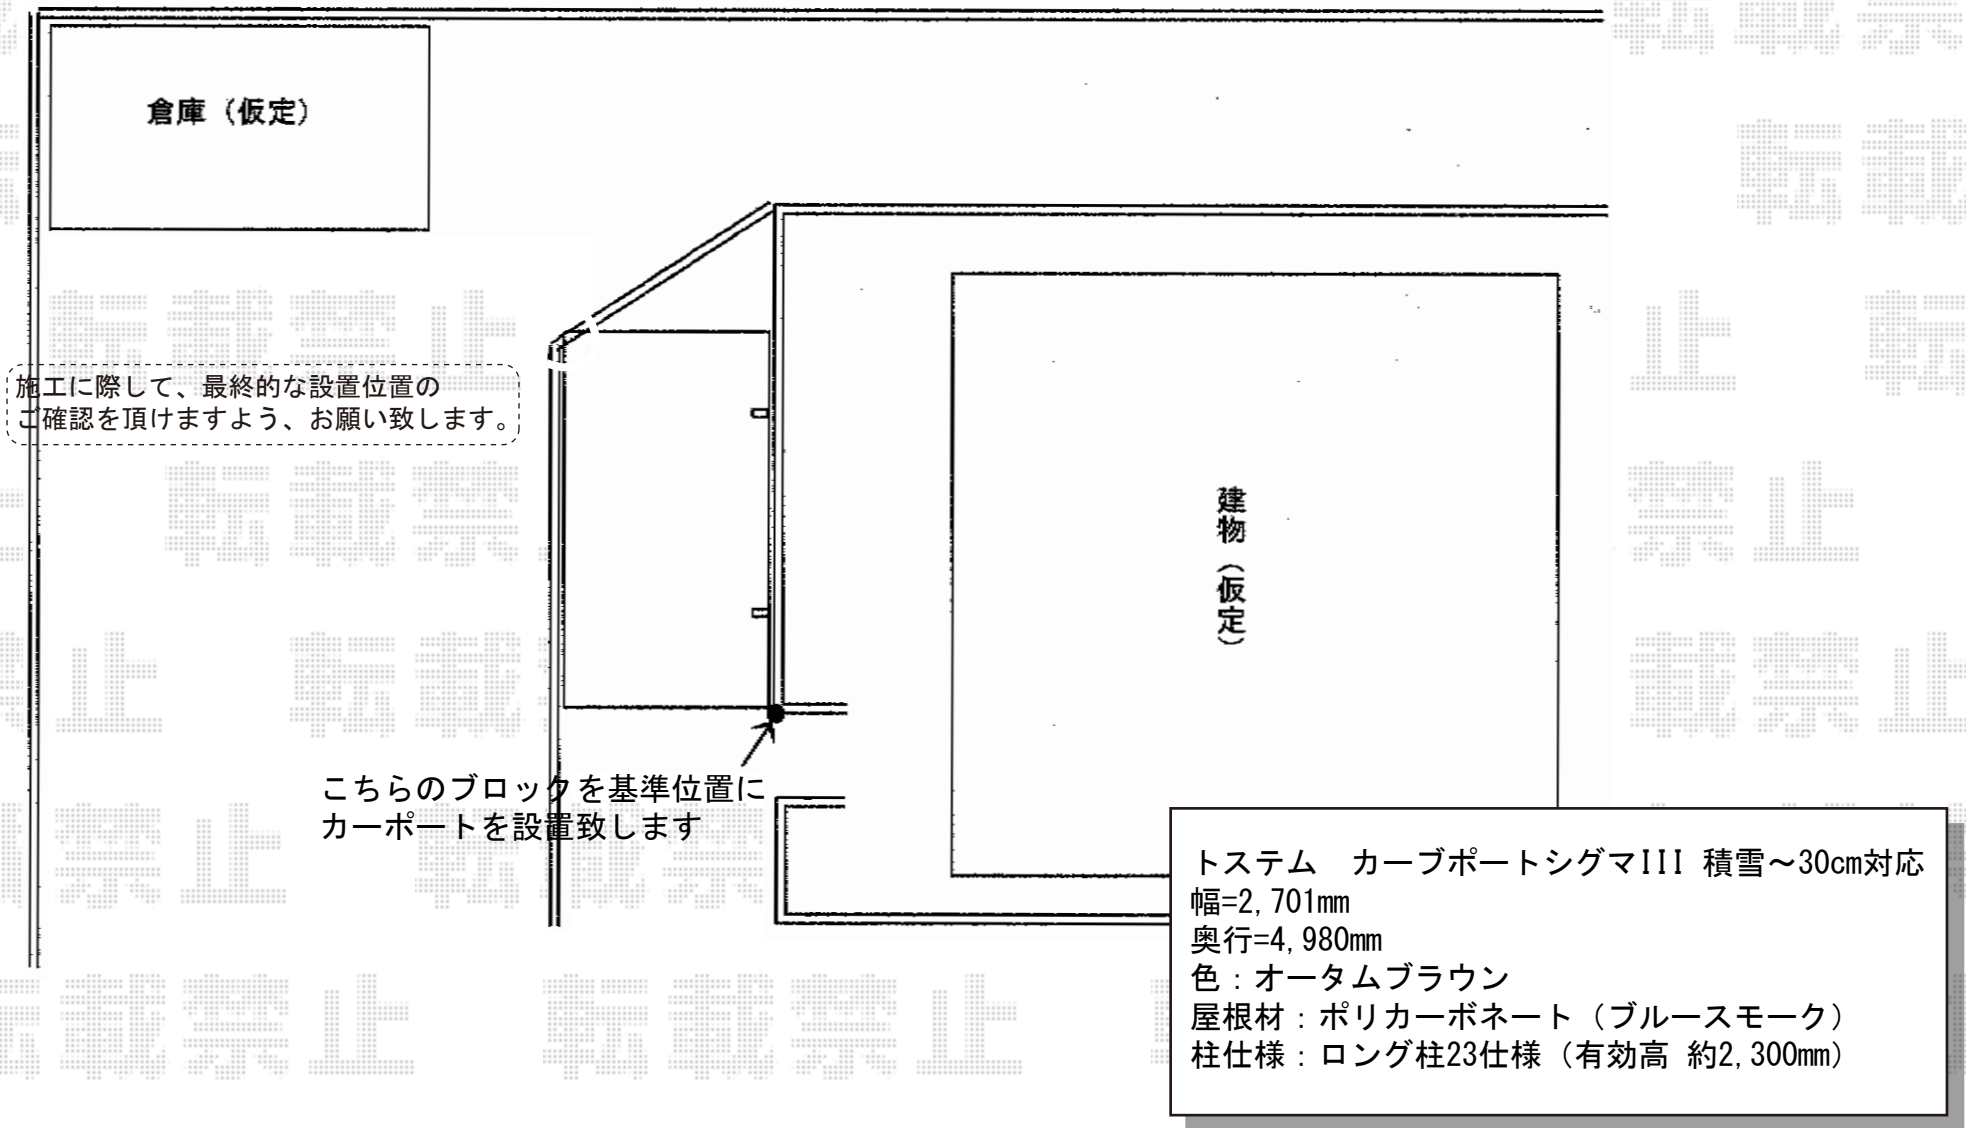 倉庫（仮定）
施工に際して、最終的な設置位置の
ご確認を頂けますよう、お願い致します。
建物（仮定）
こちらのブロックを基準位置に
カーポートを設置致します
トステム　カーブポートシグマIII 積雪～30cm対応
幅=2,701mm
奥行=4,980mm
色：オータムブラウン
屋根材：ポリカーボネート（ブルースモーク）
柱仕様：ロング柱23仕様（有効高 約2,300mm）
転載禁止